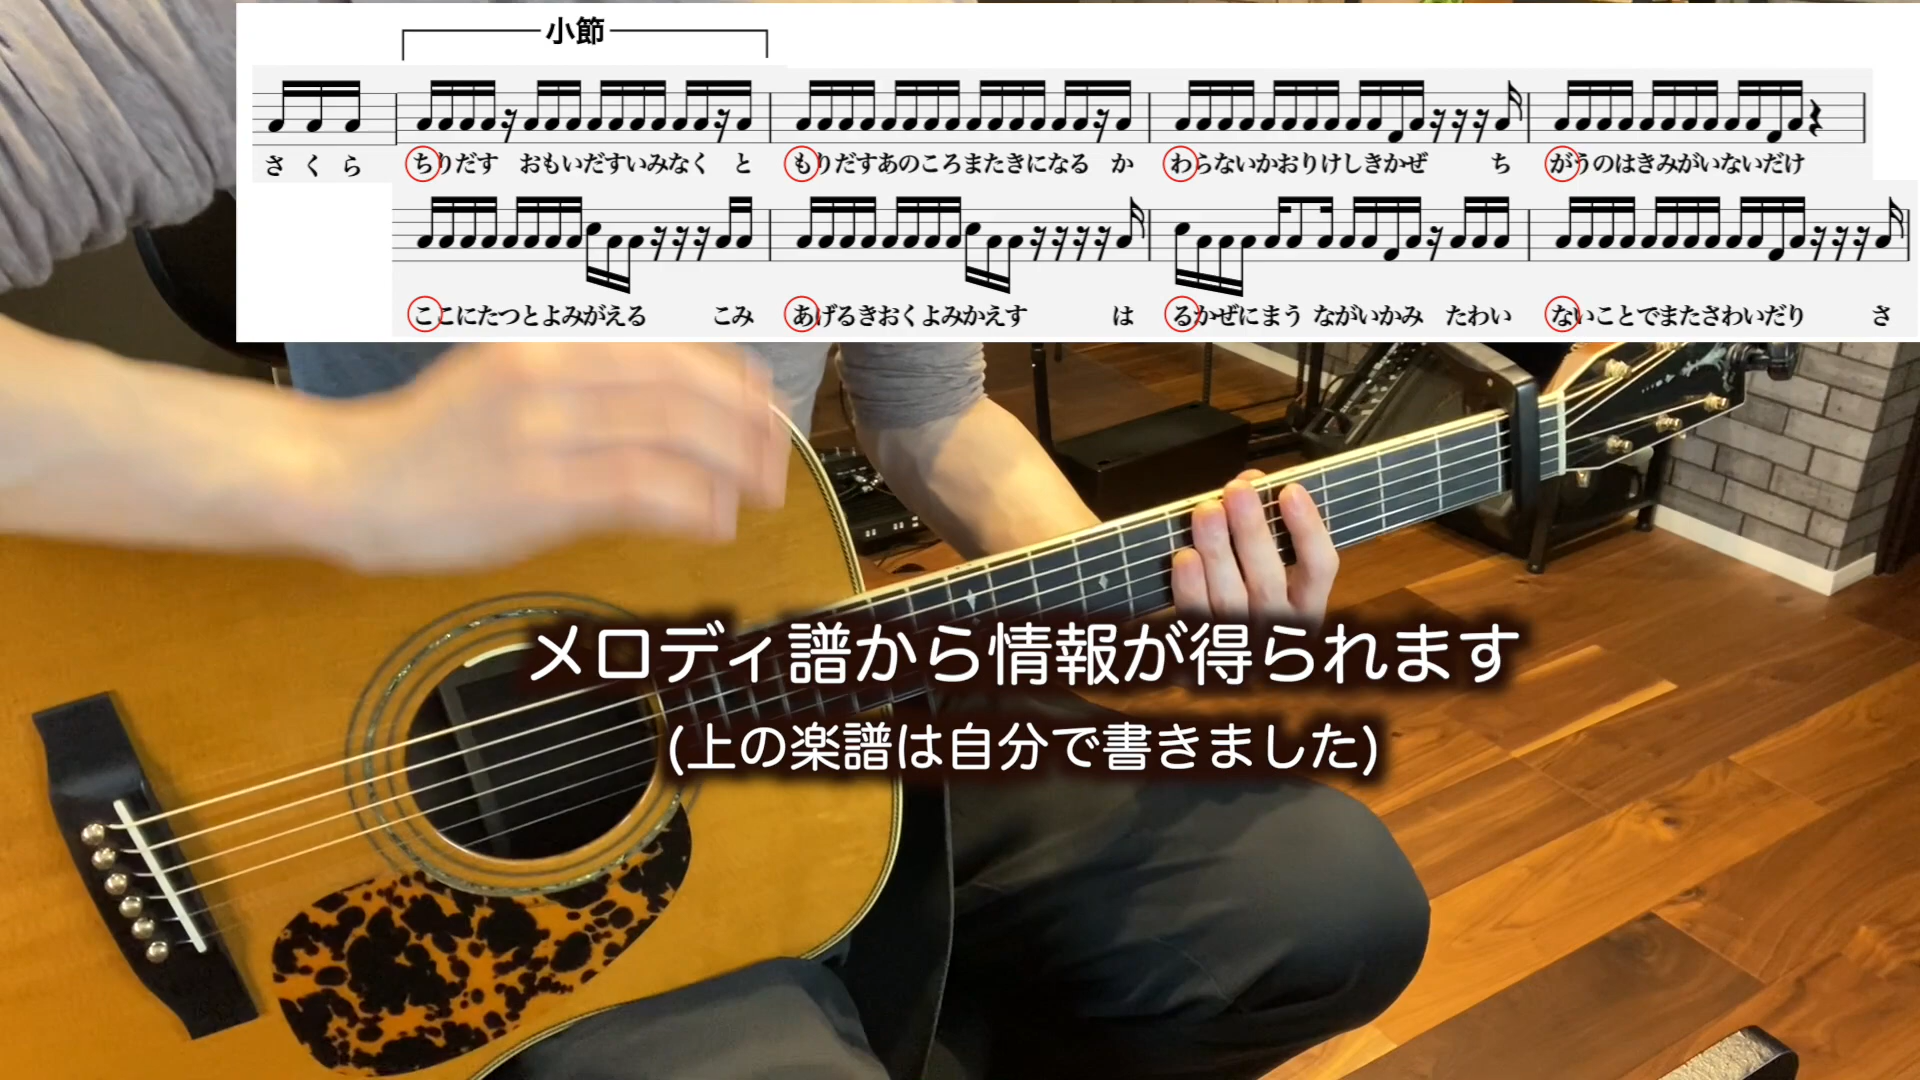 小節
さくら ちりだす おもいだすいみなく と もりだすあのころまたきになる か わらないかおりけしきかぜ ち がうのはきみがいないだけ
ここにたつとよみがえる こみ あげるきおくよみかえす は るかぜにまう ながいかみ たわい ないことでまたさわいだり さ
メロディ譜から情報が得られます
(上の楽譜は自分で書きました)